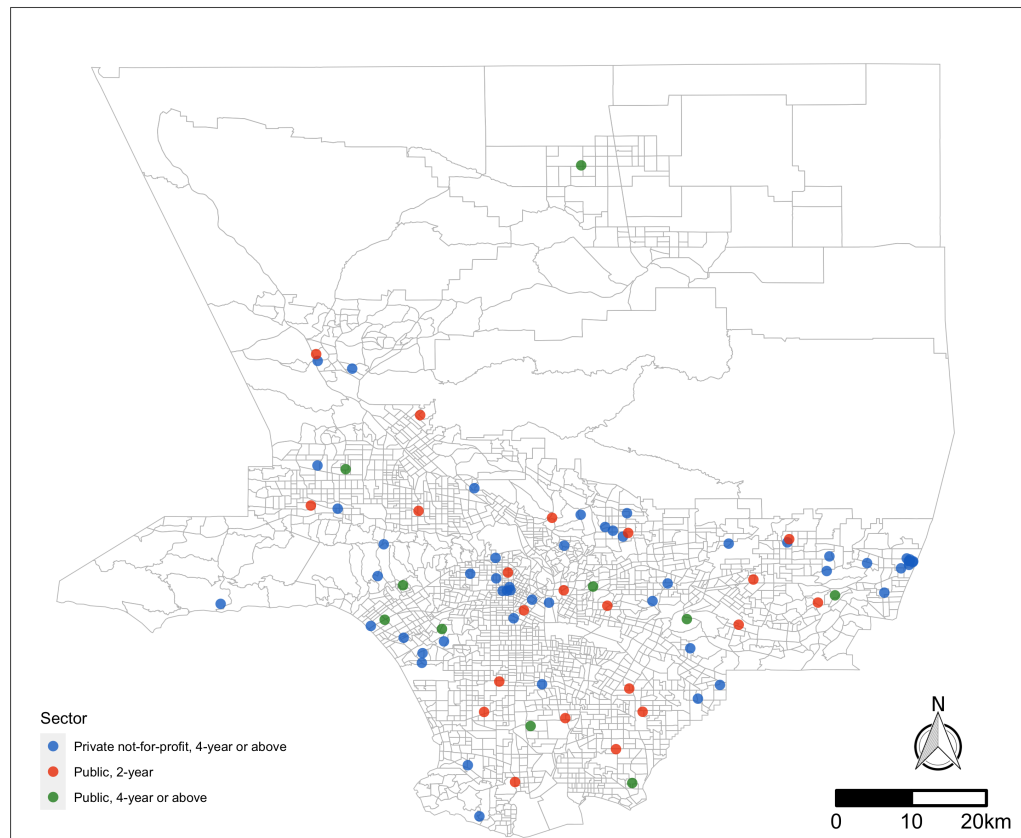 Sector
Private not-for-profit, 4-year or above
Public, 2-year
Public, 4-year or above
N
0 10 20km